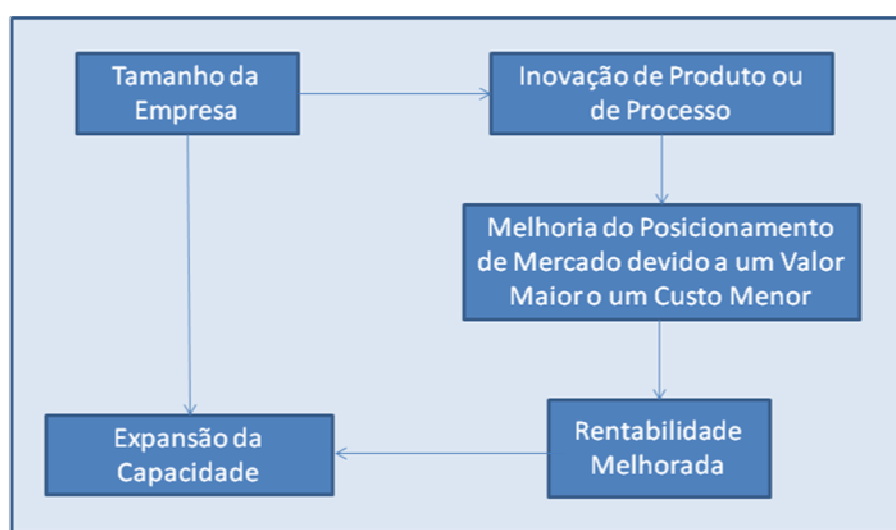 Tamanho da
Empresa
Inovação de Produto ou
de Processo
Melhoria do Posicionamento
de Mercado devido a um Valor
Maior o um Custo Menor
Expansão da
Capacidade
Rentabilidade
Melhorada